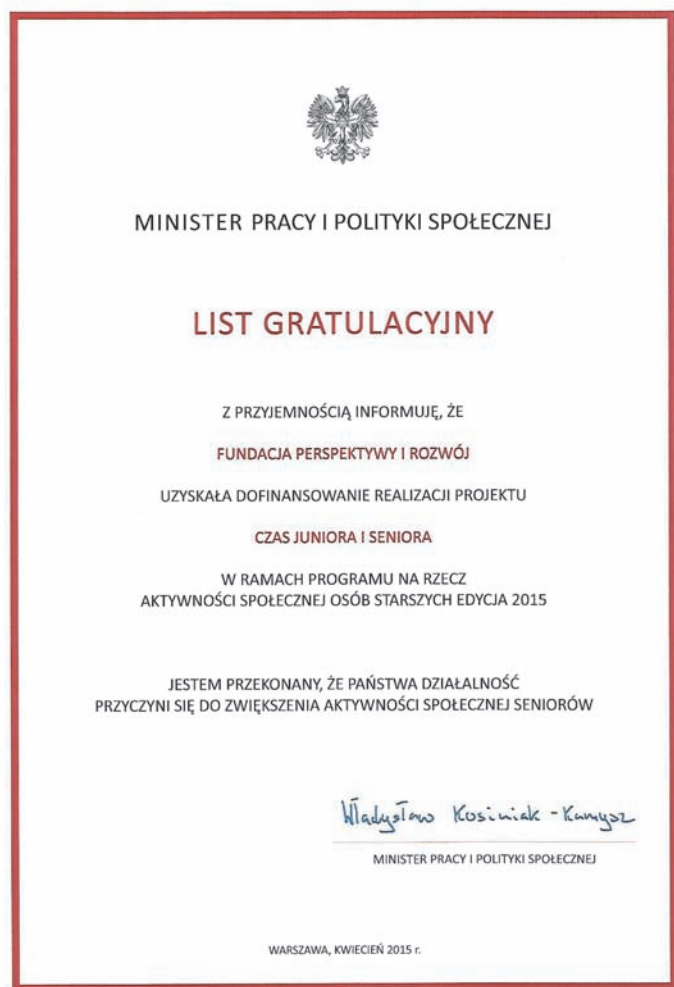 MINISTER PRACY I POLITYKI SPOŁECZNEJ
LIST GRATULACYJNY
Z PRZYJEMNOŚCIĄ INFORMUJĘ, ŻE
FUNDACJA PERSPEKTYWY I ROZWÓJ
UZYSKAŁA DOFINANSOWANIE REALIZACJI PROJEKTU
CZAS JUNIORA I SENIORA
W RAMACH PROGRAMU NA RZECZ
AKTYWNOŚCI SPOŁECZNEJ OSÓB STARSZYCH EDYCJA 2015
JESTEM PRZEKONANY, ŻE PAŃSTWA DZIAŁALNOŚĆ
PRZYCZYNI SIĘ DO ZWIĘKSZENIA AKTYWNOŚCI SPOŁECZNEJ SENIORÓW
Władysław Kosiniak-Kamysz
MINISTER PRACY I POLITYKI SPOŁECZNEJ
WARSZAWA, KWIECIEŃ 2015 r.